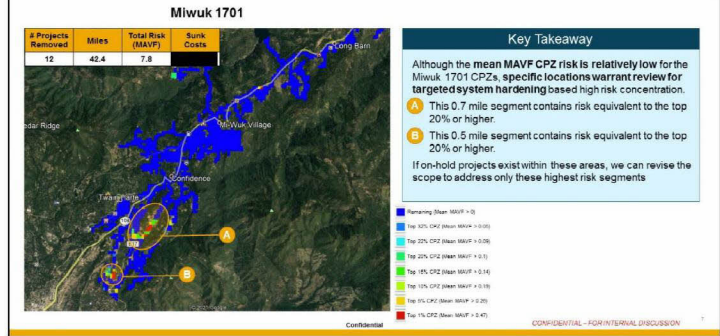 Miwuk 1701
# Projects Removed
Miles
Total Risk (MAVF)
Sunk Costs
12
42.4
7.8
Long Barn
Mi-Wuk Village
edar Ridge
Confidence
Twain Harte
A
B
Key Takeaway
Although the mean MAVF CPZ risk is relatively low for the
Miwuk 1701 CPZs, specific locations warrant review for
targeted system hardening based high risk concentration.
A This 0.7 mile segment contains risk equivalent to the top
20% or higher.
B This 0.5 mile segment contains risk equivalent to the top
20% or higher.
If on-hold projects exist within these areas, we can revise the
scope to address only these highest risk segments
Remaining (Mean MAVF > 0)
(Mean MAVF > 0.05)
(Mean MAVF > 0.09)
Top 20% CPZ (Mean MAVF > 0.1)
Top 15% CPZ (Mean MAVF > 0.14)
Top 10% CPZ (Mean MAVF > 0.19)
Top 5% CPZ (Mean MAVF > 0.26)
Top 1% CPZ (Mean MAVF > 0.47)
Confidential
CONFIDENTIAL - FOR INTERNAL DISCUSSION